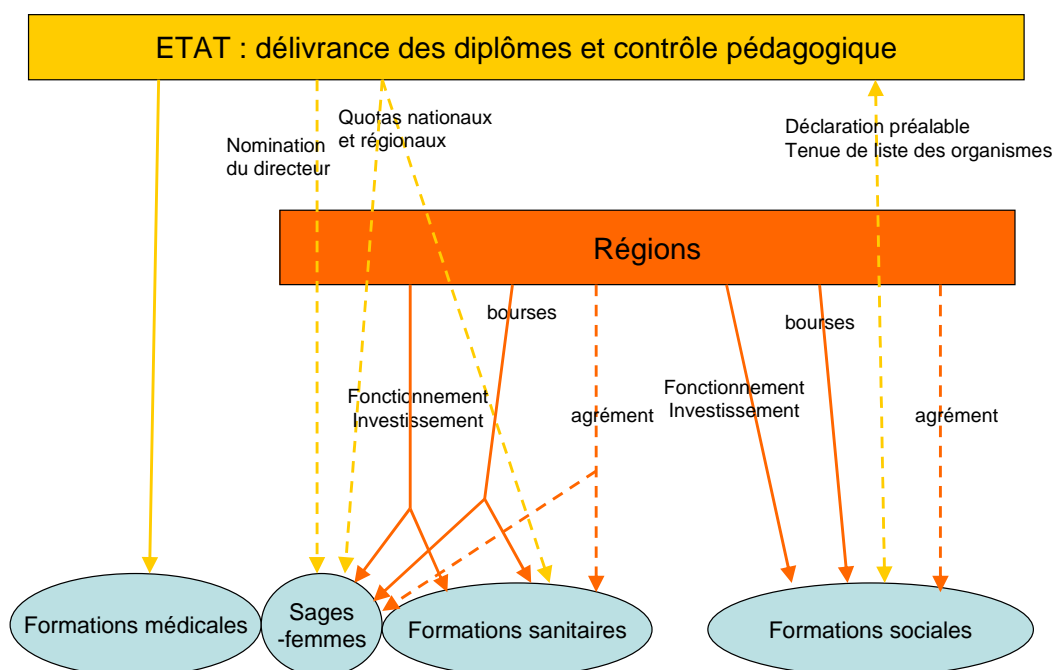 ETAT : délivrance des diplômes et contrôle pédagogique
Quotas nationaux
et régionaux
Nomination
du directeur
Déclaration préalable
Tenue de liste des organismes
Régions
bourses
bourses
Fonctionnement
Investissement
agrément
Fonctionnement
Investissement
agrément
Formations médicales
Sages
-femmes
Formations sanitaires
Formations sociales